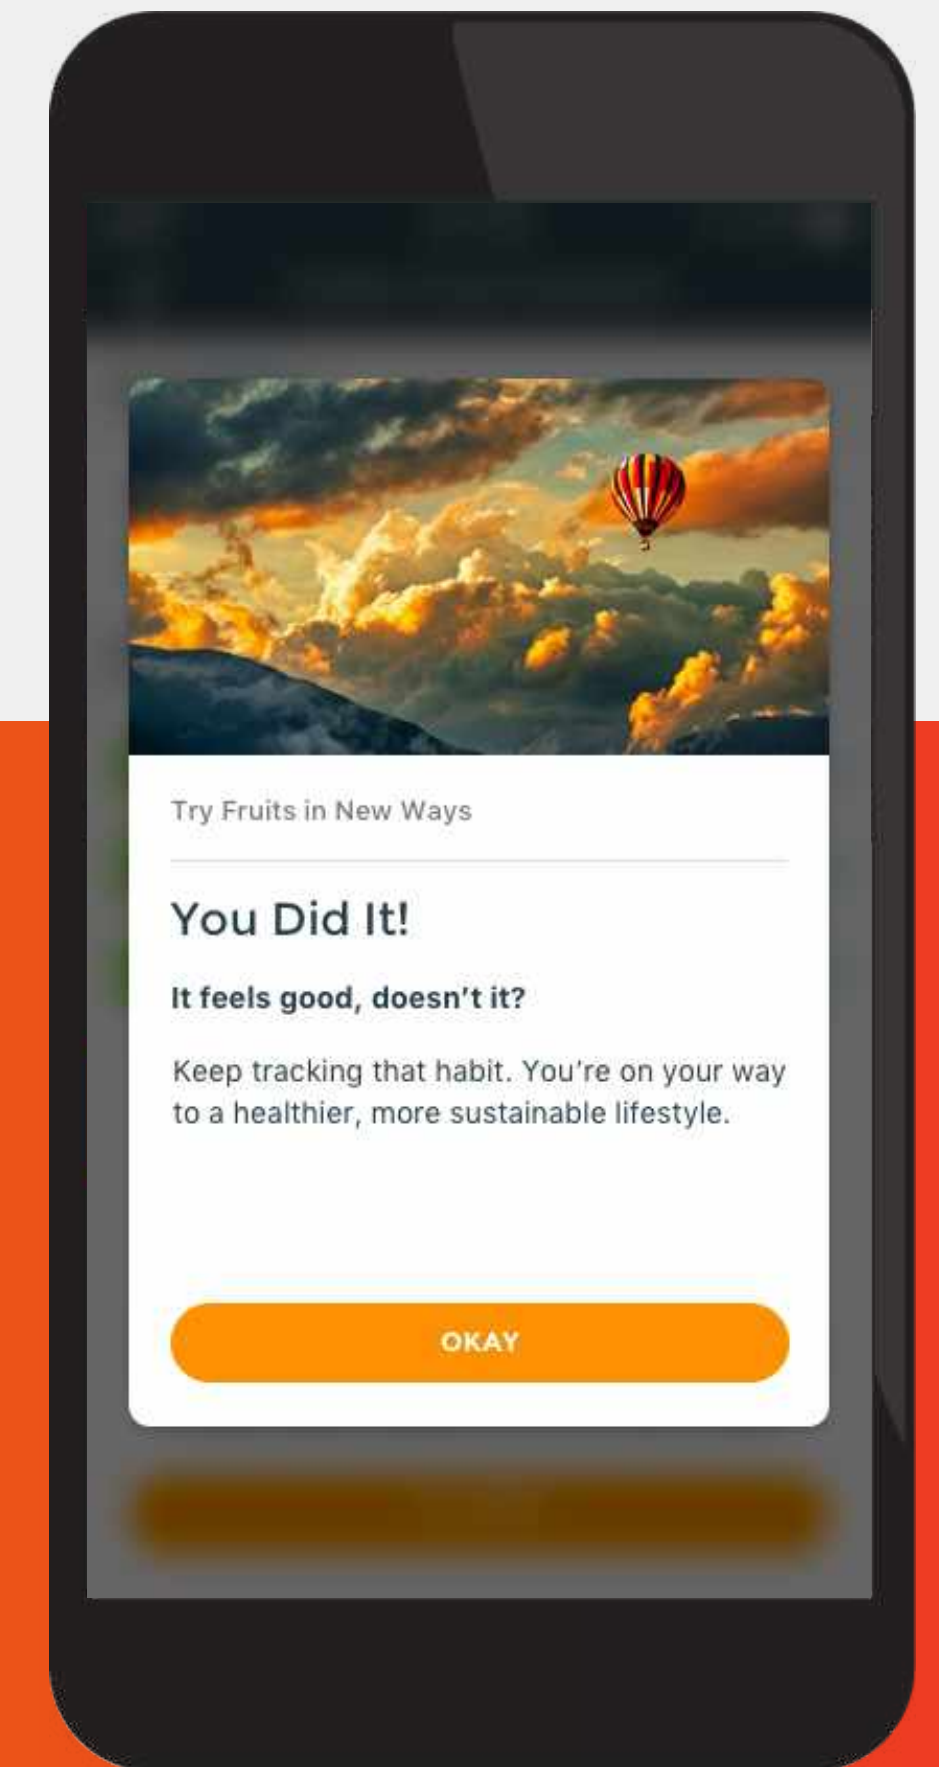 Try Fruits in New Ways
You Did It!
It feels good, doesn’t it?
Keep tracking that habit. You’re on your way
to a healthier, more sustainable lifestyle.
OKAY